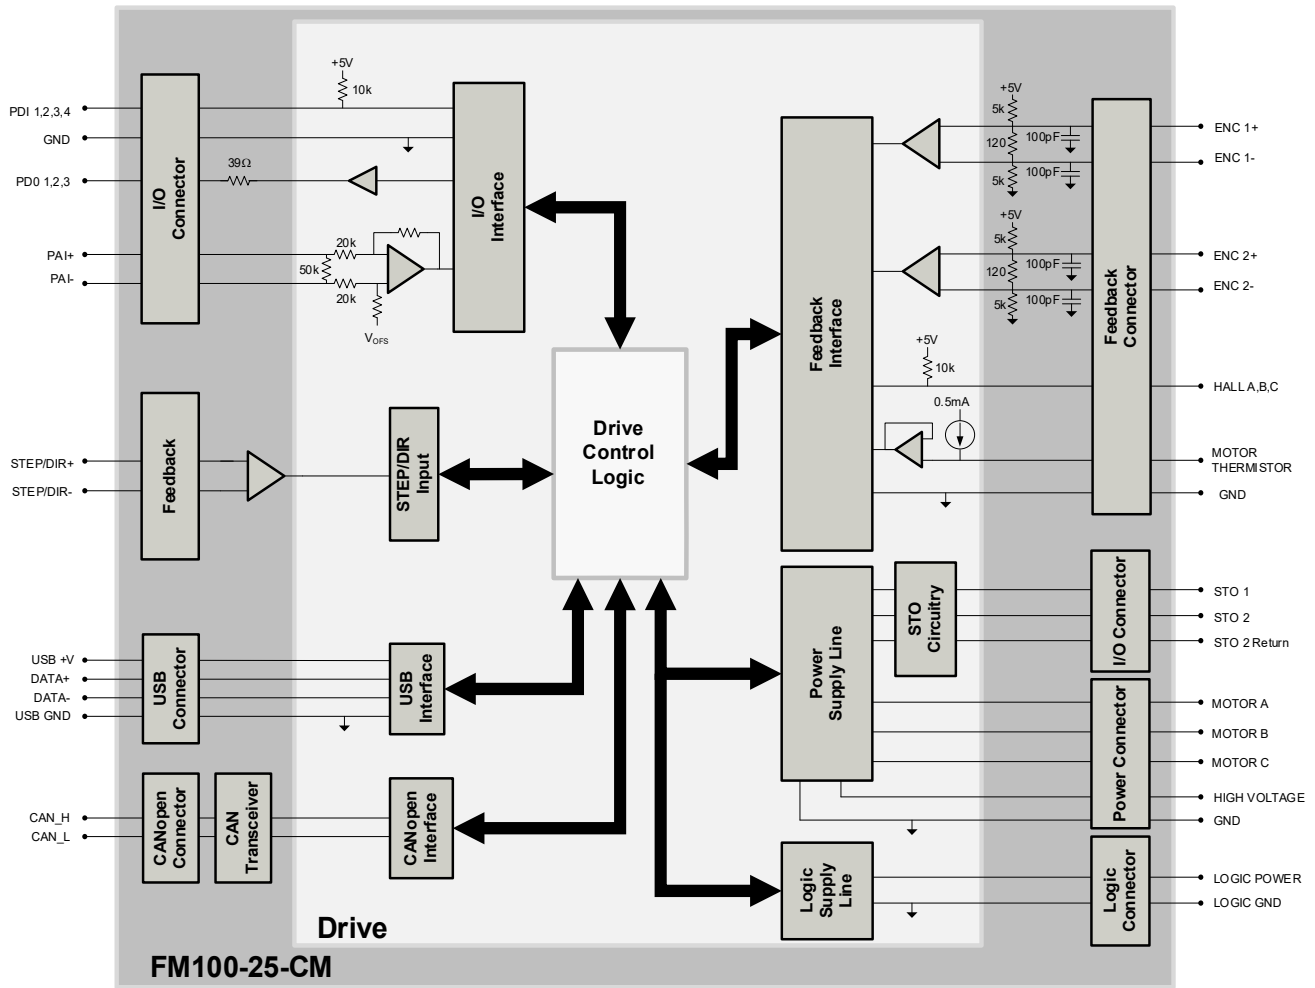 PDI 1,2,3,4
GND
PD0 1,2,3
PAI+
PAI-
I/O
Connector
+5V
10k
39Ω
20k
50k
20k
VOFS
I/O
Interface
STEP/DIR+
STEP/DIR-
Feedback
STEP/DIR
Input
Drive
Control
Logic
USB +V
DATA+
DATA-
USB GND
USB
Connector
USB
Interface
CAN_H
CAN_L
CANopen
Connector
CAN
Transceiver
CANopen
Interface
Feedback
Interface
+5V
5k
120
5k
100pF
100pF
+5V
5k
120
5k
100pF
100pF
+5V
10k
0.5mA
Feedback
Connector
ENC 1+
ENC 1-
ENC 2+
ENC 2-
HALL A,B,C
MOTOR
THERMISTOR
GND
Power
Supply Line
STO
Circuitry
I/O Connector
STO 1
STO 2
STO 2 Return
Power Connector
MOTOR A
MOTOR B
MOTOR C
HIGH VOLTAGE
GND
Logic
Supply
Line
Logic
Connector
LOGIC POWER
LOGIC GND
Drive
FM100-25-CM